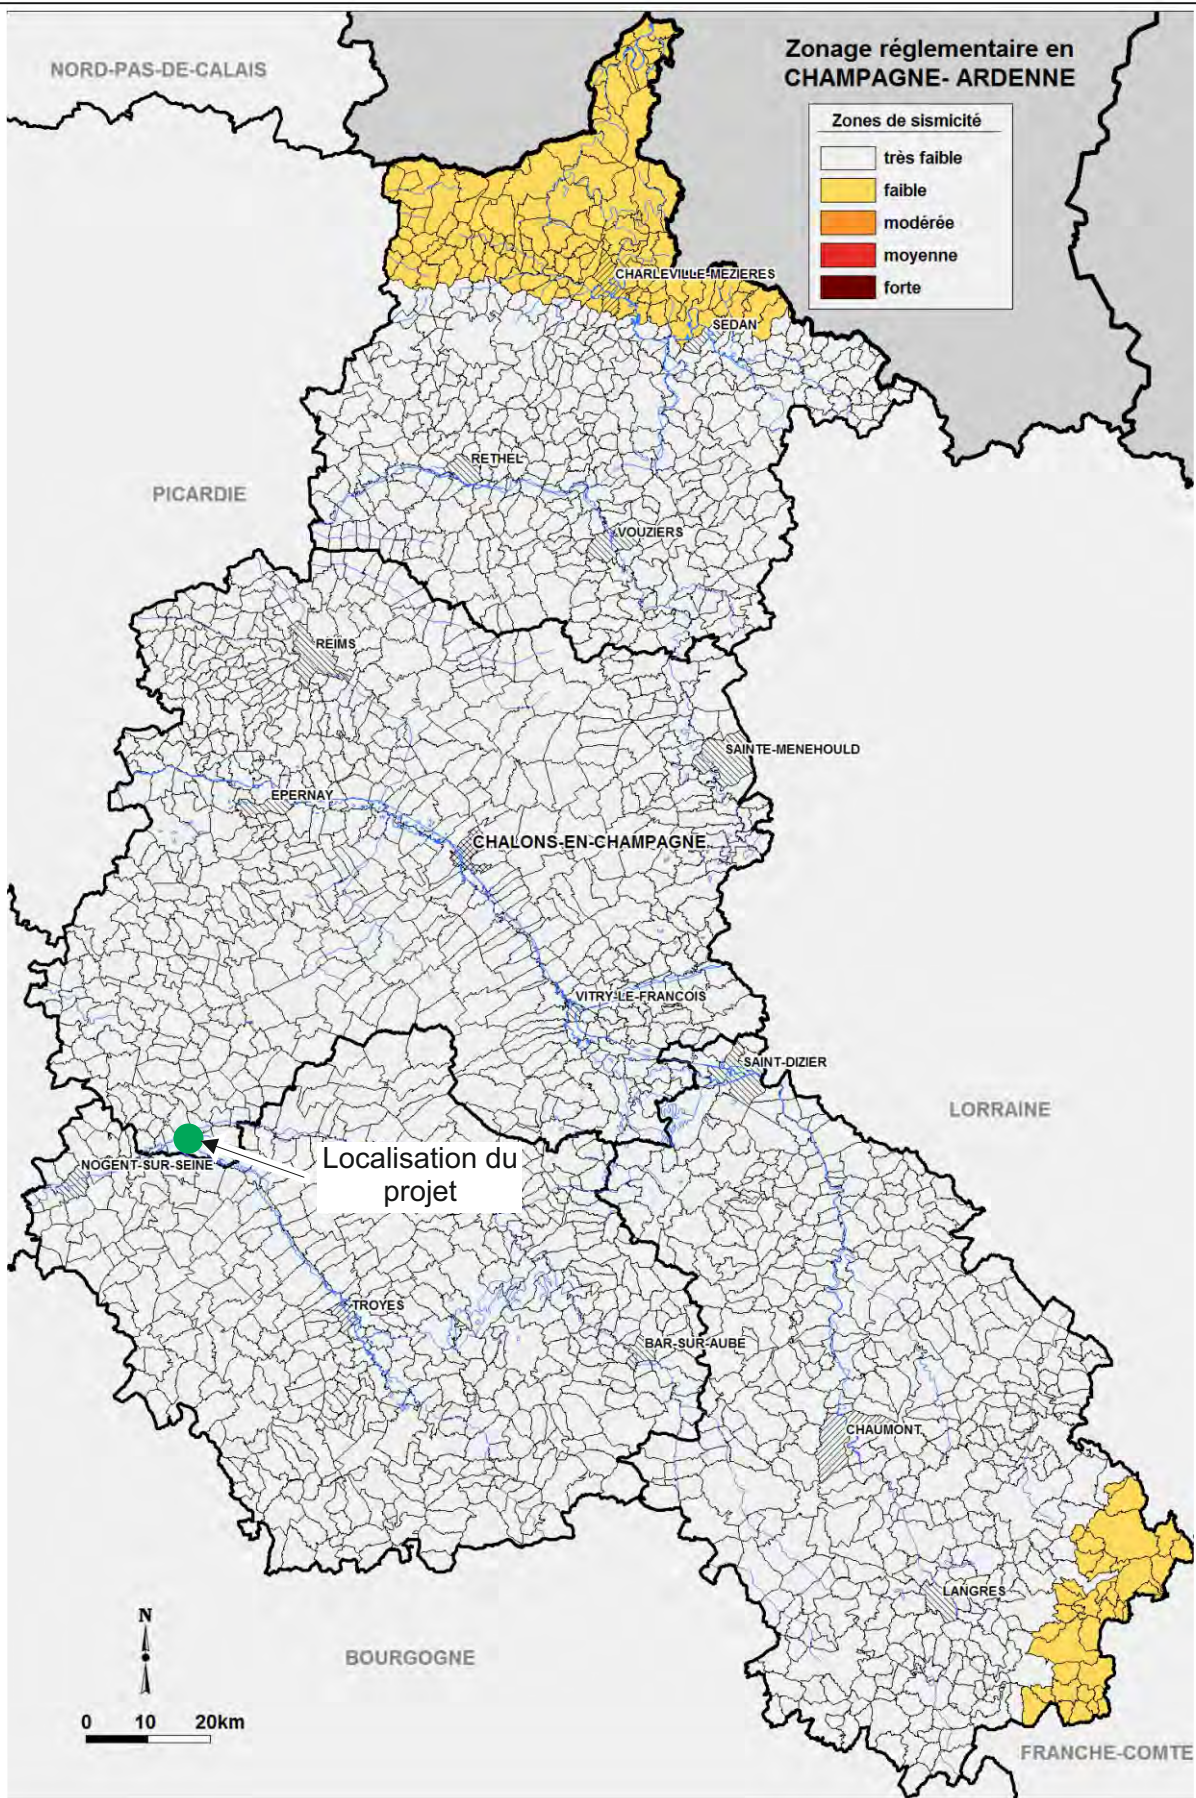 Zonage réglementaire en
CHAMPAGNE- ARDENNE
Zones de sismicité
très faible
faible
modérée
moyenne
forte
NORD-PAS-DE-CALAIS
CHARLEVILLE-MEZIERES
SEDAN
RETHEL
PICARDIE
VOUZIERS
REIMS
SAINTE-MENEHOULD
EPERNAY
CHALONS-EN-CHAMPAGNE
VITRY-LE-FRANCOIS
SAINT-DIZIER
LORRAINE
Localisation du
projet
NOGENT-SUR-SEINE
TROYES
BAR-SUR-AUBE
CHAUMONT
LANGRES
N
BOURGOGNE
0 10 20km
FRANCHE-COMTE